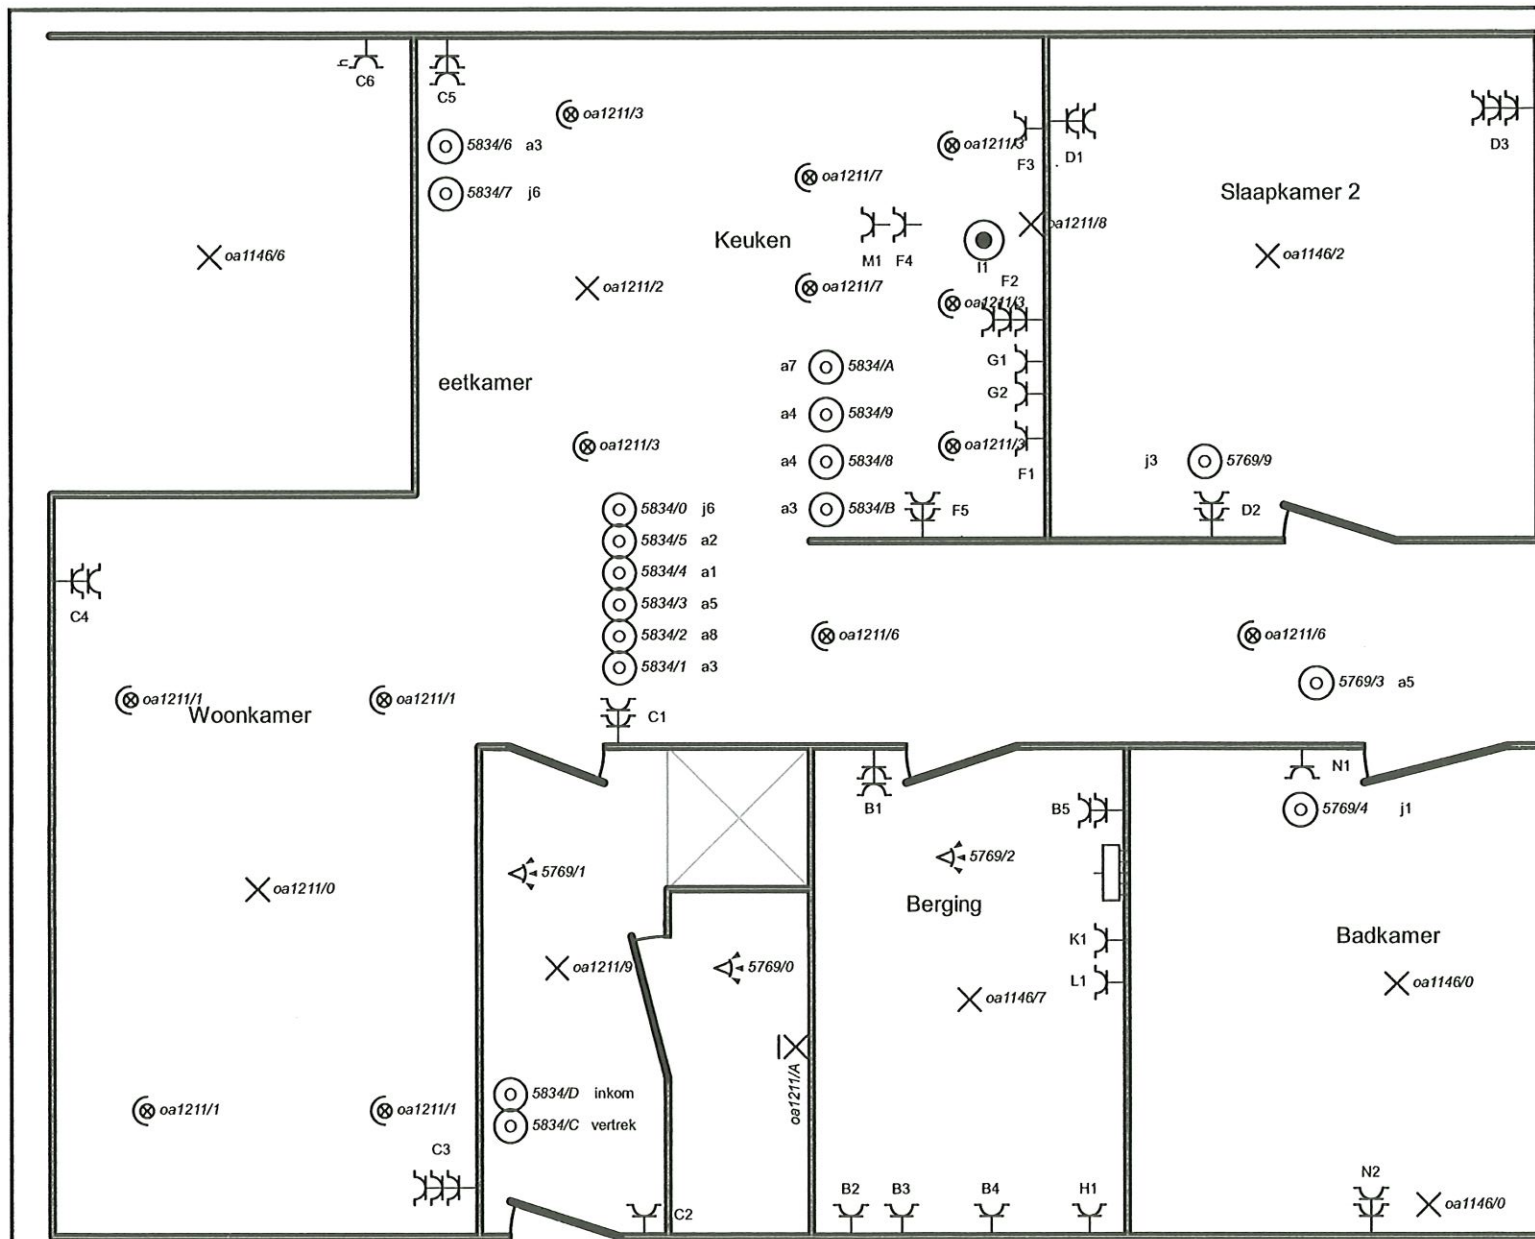 h
C6
C5
oa1211/3
5834/6 a3
oa1211/3
F3
D1
D3
5834/7 j6
oa1211/7
Slaapkamer 2
oa1146/6
Keuken
M1
F4
I1
oa1211/8
oa1146/2
oa1211/2
oa1211/7
F2
oa1211/3
eetkamer
a7 5834/A
G1
a4 5834/9
G2
oa1211/3
a4 5834/8
oa1211/3
F1
j3 5769/9
5834/0 j6
a3 5834/B
F5
D2
5834/5 a2
5834/4 a1
C4
5834/3 a5
5834/2 a8
oa1211/6
oa1211/6
5834/1 a3
5769/3 a5
oa1211/1
Woonkamer
oa1211/1
C1
N1
B1
B5
5769/4 j1
5769/1
5769/2
oa1211/0
Berging
K1
Badkamer
oa1211/9
5769/0
L1
oa1146/7
oa1146/0
oa1211/A
5834/D inkom
oa1211/1
oa1211/1
5834/C vertrek
C3
C2
B2
B3
B4
H1
N2
oa1146/0